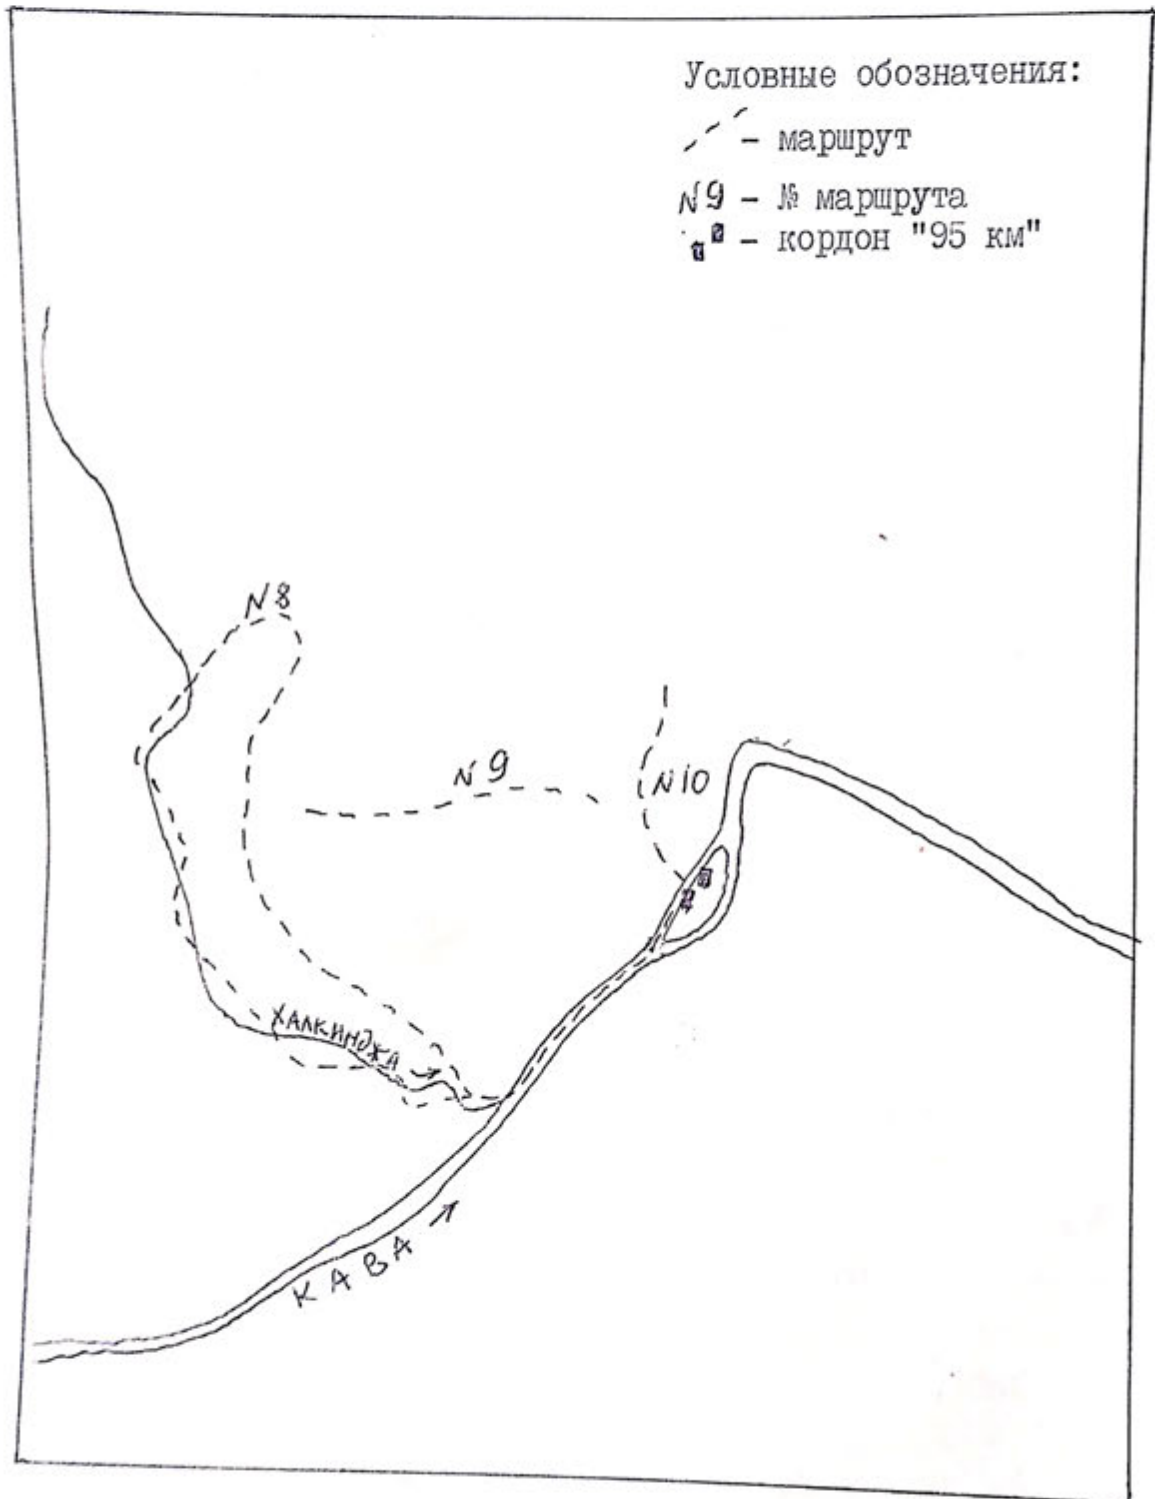 Условные обозначения:
- маршрут
N9 - № маршрута
- кордон "95 км"
N8
N9
N10
ХАЛКИНДЖА
КАВА